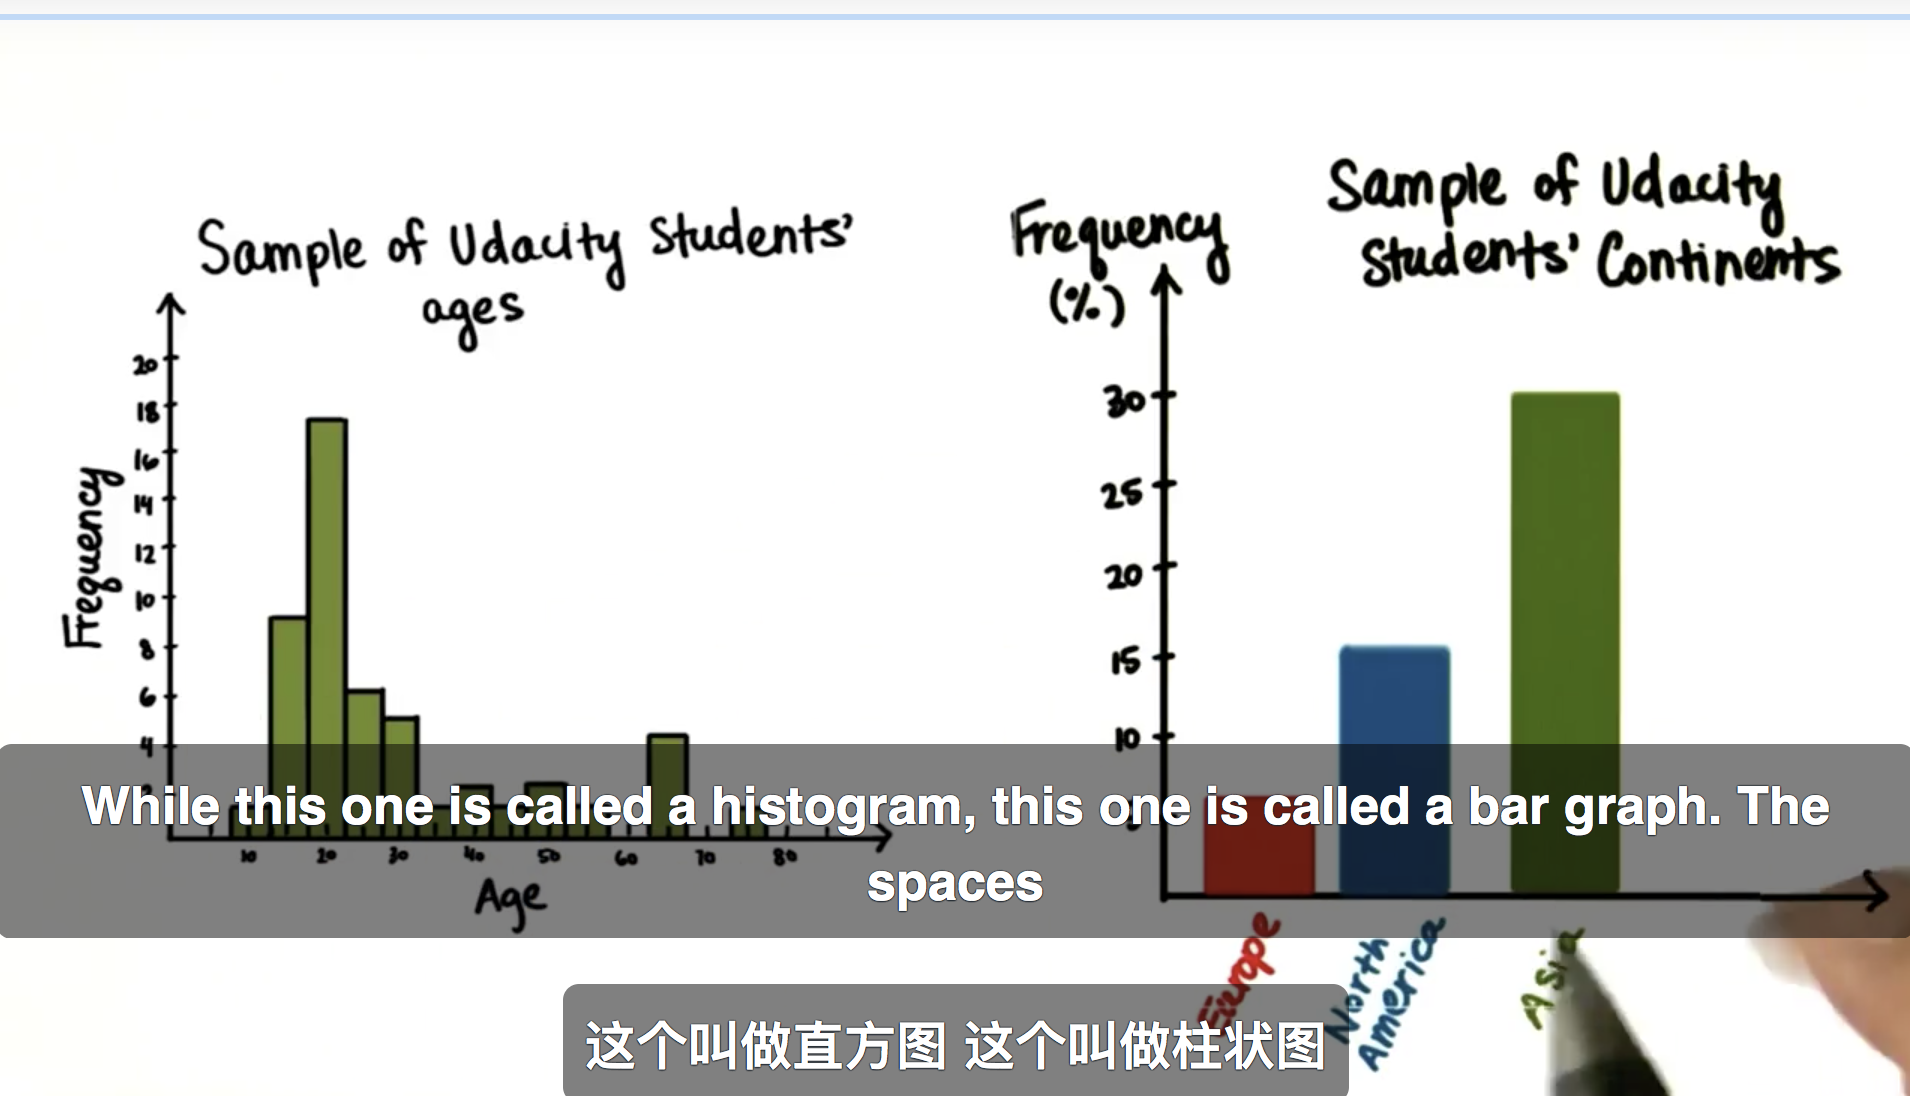 Sample of Udacity Students'
ages
Frequency
20
18
16
14
12
10
8
6
4
2
10 20 30 40 50 60 70 80
Age
Sample of Udacity
Students' Continents
Frequency
(%)
30
25
20
15
10
Europe
North
America
Asia
While this one is called a histogram, this one is called a bar graph. The
spaces
这个叫做直方图 这个叫做柱状图